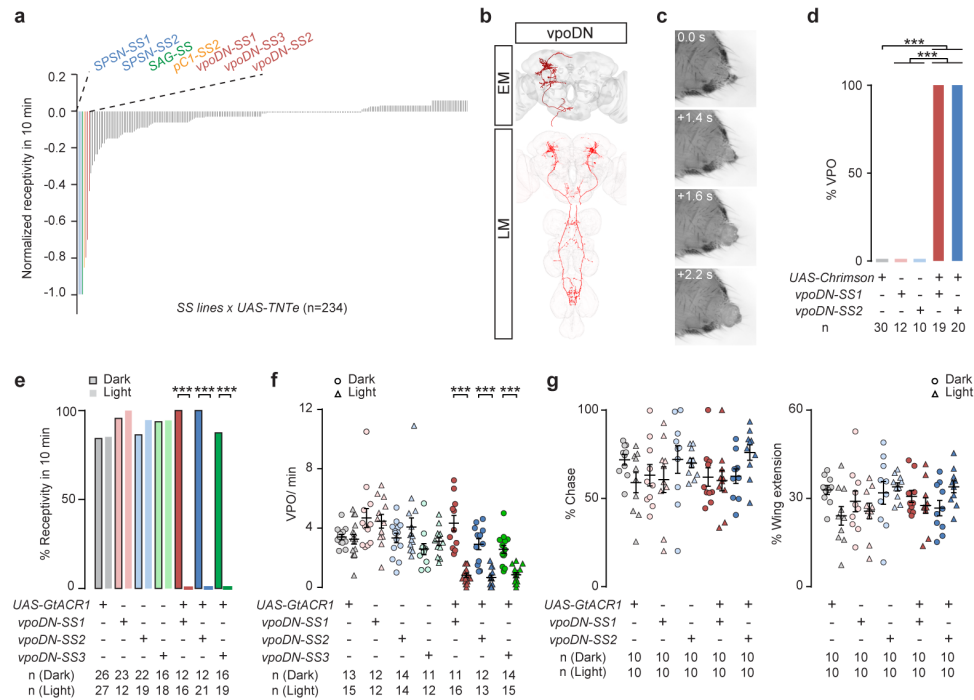 a
SPSN-SS1
SPSN-SS2
SAG-SS
pC1-SS2
vpoDN-SS1
vpoDN-SS3
vpoDN-SS2
Normalized receptivity in 10 min
0.2
0.0
-0.2
-0.4
-0.6
-0.8
-1.0
SS lines x UAS-TNTe (n=234)
b
vpoDN
EM
LM
c
0.0 s
+1.4 s
+1.6 s
+2.2 s
d
***
***
% VPO
100
50
0
UAS-Chrimson + - - + +
vpoDN-SS1 - + - + -
vpoDN-SS2 - - + - +
n 30 12 10 19 20
e
Dark
Light
*** *** ***
% Receptivity in 10 min
100
50
0
UAS-GtACR1 + - - - + + +
vpoDN-SS1 - + - - + - -
vpoDN-SS2 - - + - - + -
vpoDN-SS3 - - - + - - +
n (Dark) 26 23 22 16 12 12 16
n (Light) 27 12 19 18 16 21 19
f
Dark
Light
*** *** ***
VPO/ min
12
8
4
0
UAS-GtACR1 + - - - + + +
vpoDN-SS1 - + - - + - -
vpoDN-SS2 - - + - - + -
vpoDN-SS3 - - - + - - +
n (Dark) 13 12 14 11 11 12 14
n (Light) 15 12 14 12 16 13 15
g
Dark
Light
% Chase
100
50
0
UAS-GtACR1 + - - + +
vpoDN-SS1 - + - + -
vpoDN-SS2 - - + - +
n (Dark) 10 10 10 10 10
n (Light) 10 10 10 10 10
% Wing extension
60
30
0
+ - - + +
- + - + -
- - + - +
10 10 10 10 10
10 10 10 10 10